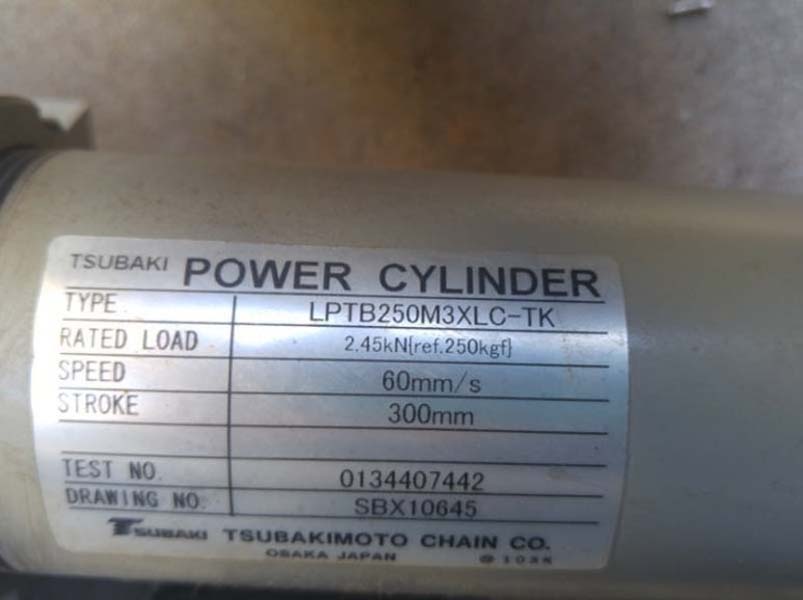 TSUBAKI POWER CYLINDER
TYPE LPTB250M3XLC-TK
RATED LOAD 2.45kN{ref.250kgf}
SPEED 60mm/s
STROKE 300mm
TEST NO. 0134407442
DRAWING NO. SBX10645
TSUBAKI TSUBAKIMOTO CHAIN CO.
OSAKA JAPAN